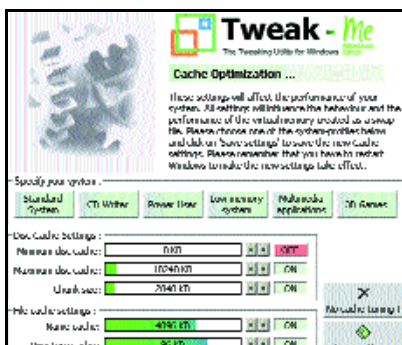 Tweak - Me
The Tweaking Utility for Windows
Cache Optimization ...
These settings will affect the performance of your
system. All settings will influence the behaviour and the
performance of the virtual memory created as a swap
file. Please choose one of the system-profiles below
and click on 'Save settings' to save the new Cache
settings. Please remember that you have to restart
Windows to make the new settings take effect.
Specify your system :
Standard System
CD Writer
Power User
Low memory system
Multimedia applications
3D Games
Disc Cache Settings :
Minimum disc cache: 0 KB OFF
Maximum disc cache: 10240 KB ON
Chunk size: 2048 KB ON
File cache settings :
Name cache: 4096 KB ON
No cache tuning !
96 KB ON